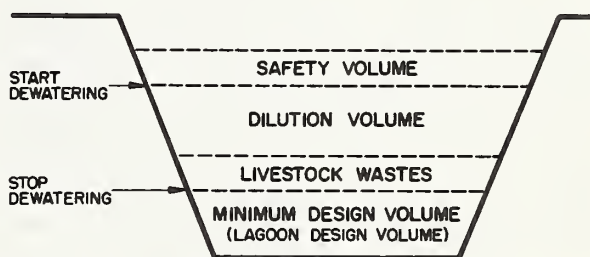 SAFETY VOLUME
START
DEWATERING
DILUTION VOLUME
LIVESTOCK WASTES
STOP
DEWATERING
MINIMUM DESIGN VOLUME
(LAGOON DESIGN VOLUME)